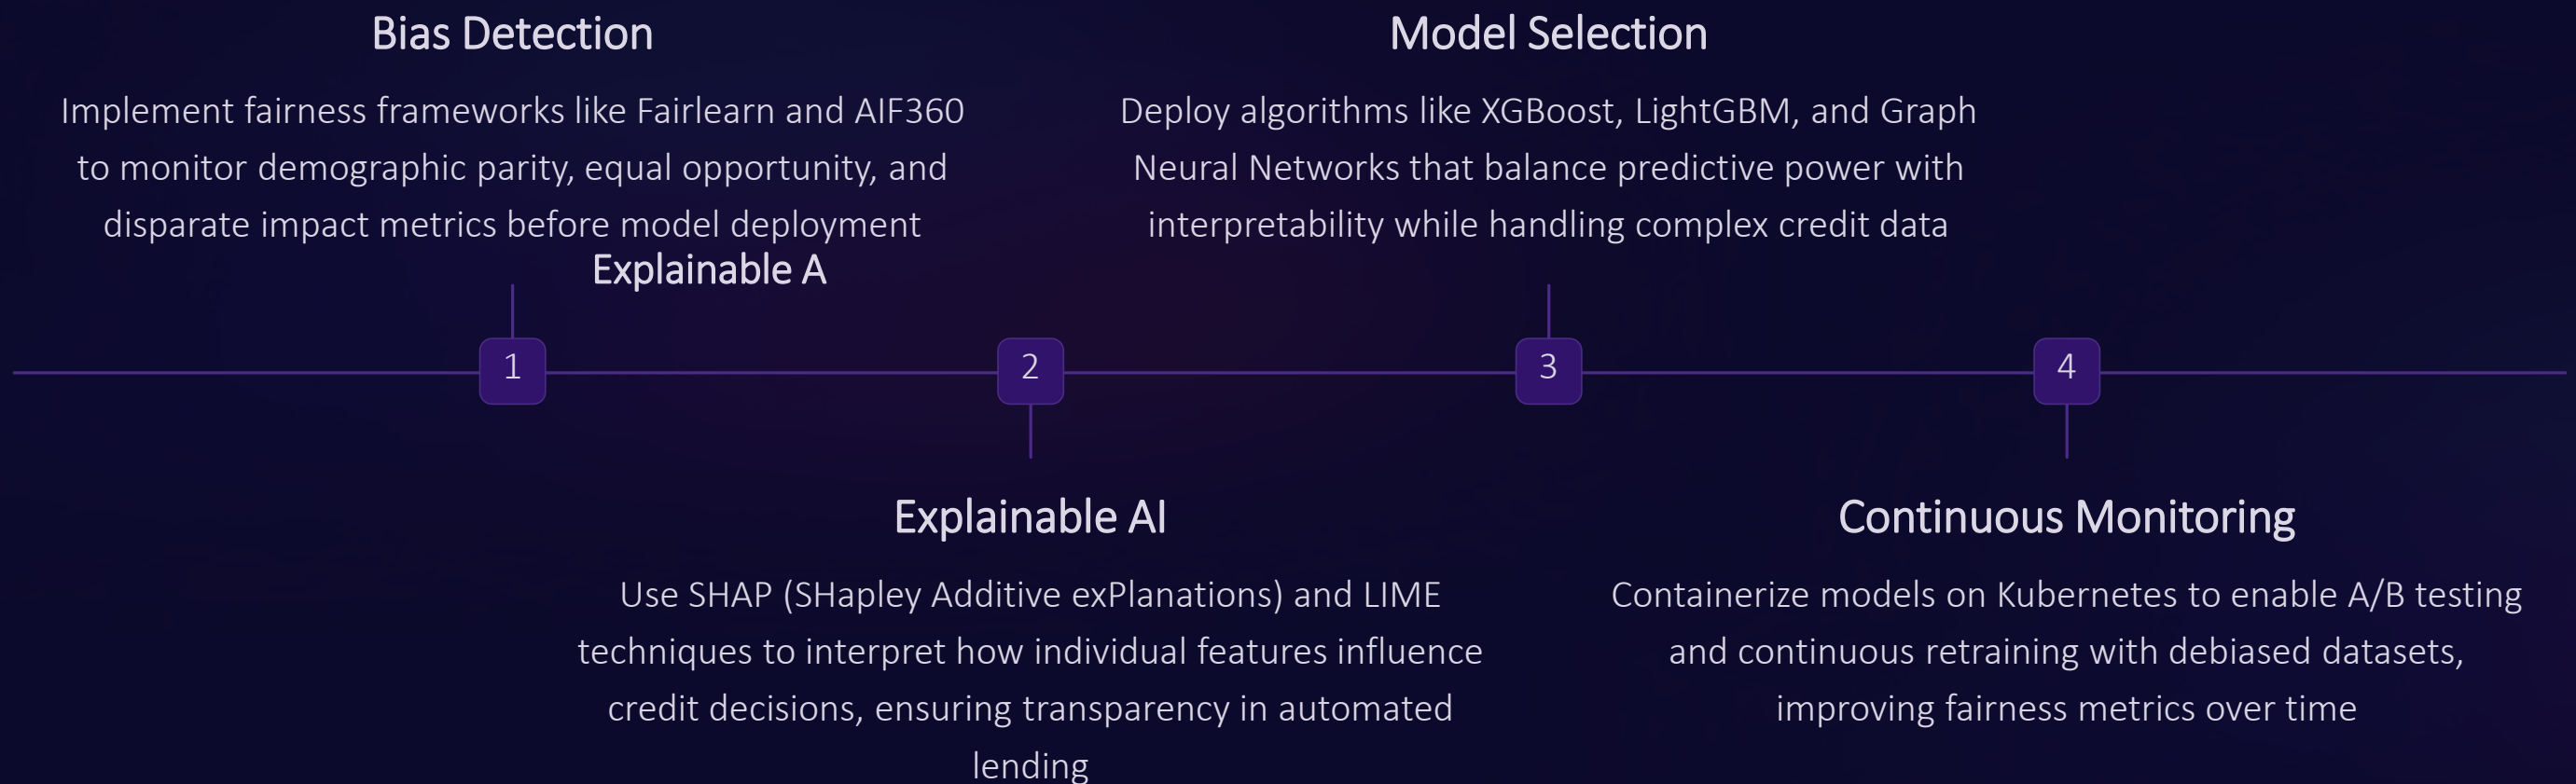 Bias Detection
Implement fairness frameworks like Fairlearn and AIF360
to monitor demographic parity, equal opportunity, and
disparate impact metrics before model deployment
Explainable A
Model Selection
Deploy algorithms like XGBoost, LightGBM, and Graph
Neural Networks that balance predictive power with
interpretability while handling complex credit data
1
2
3
4
Explainable AI
Use SHAP (SHapley Additive exPlanations) and LIME
techniques to interpret how individual features influence
credit decisions, ensuring transparency in automated
lending
Continuous Monitoring
Containerize models on Kubernetes to enable A/B testing
and continuous retraining with debiased datasets,
improving fairness metrics over time